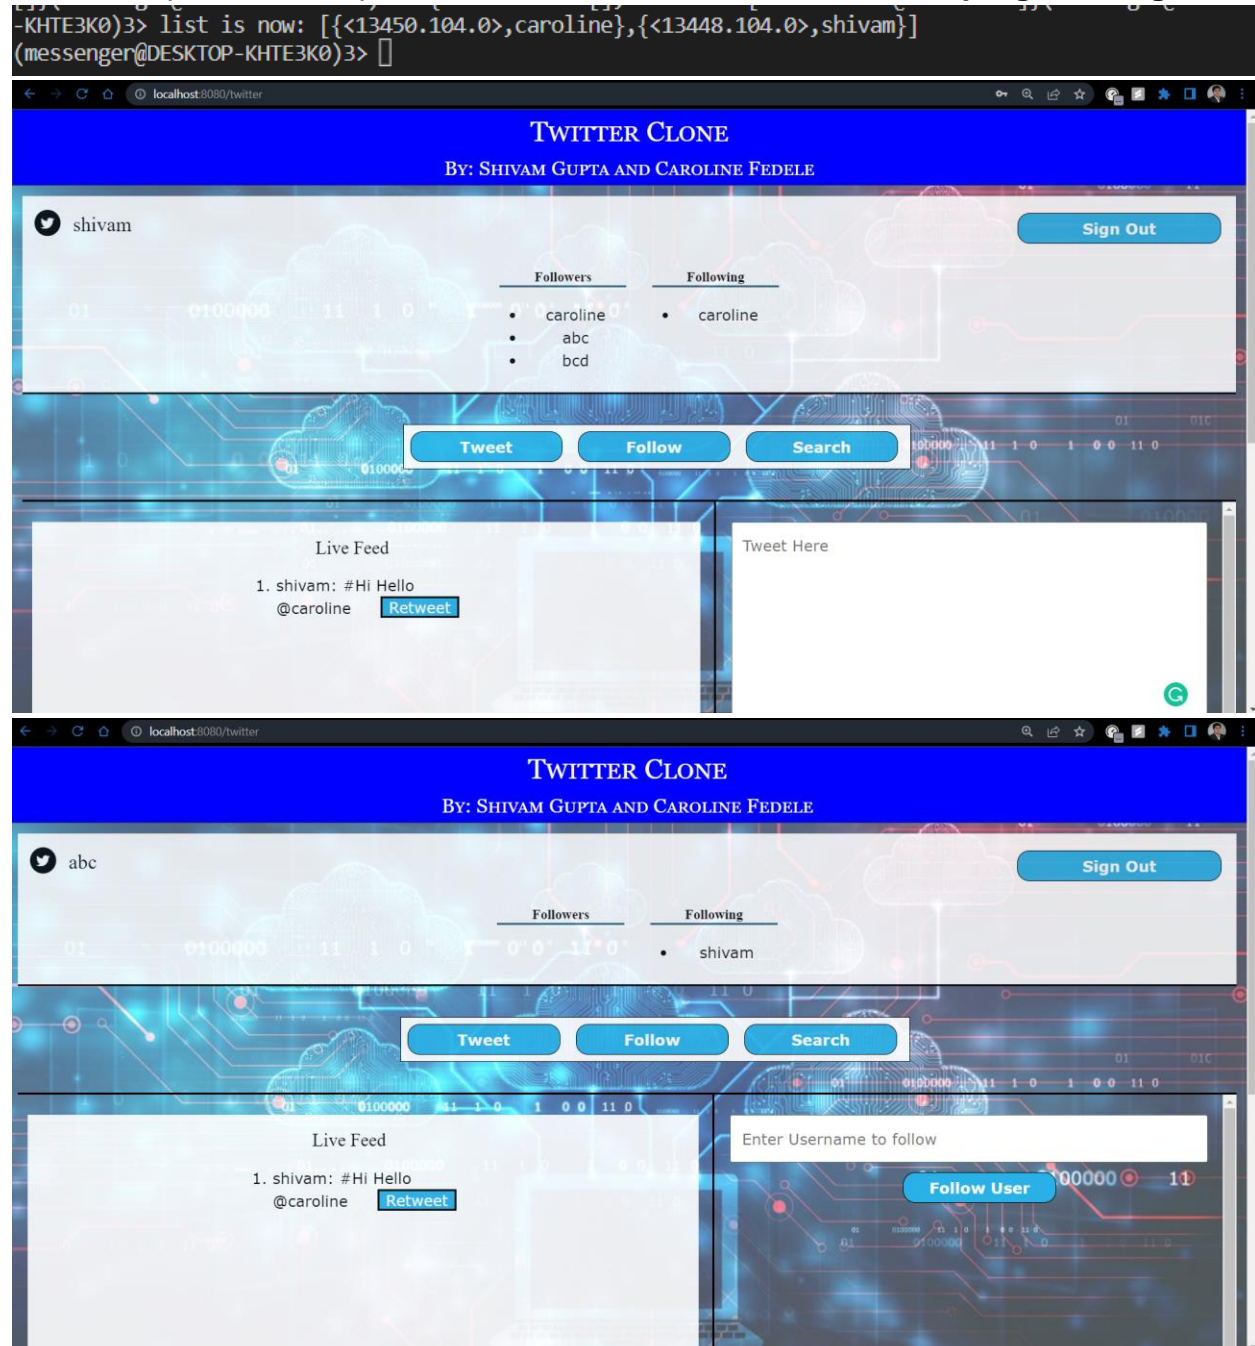 -KHTE3K0)3> list is now: [{<13450.104.0>,caroline},{<13448.104.0>,shivam}]
(messenger@DESKTOP-KHTE3K0)3>
localhost:8080/twitter
Twitter Clone
By: Shivam Gupta and Caroline Fedele
shivam
Sign Out
Followers Following
• caroline • caroline
• abc
• bcd
Tweet Follow Search
Live Feed
Tweet Here
1. shivam: #Hi Hello
@caroline Retweet
localhost:8080/twitter
Twitter Clone
By: Shivam Gupta and Caroline Fedele
abc
Sign Out
Followers Following
• shivam
Tweet Follow Search
Live Feed
Enter Username to follow
1. shivam: #Hi Hello
@caroline Retweet
Follow User